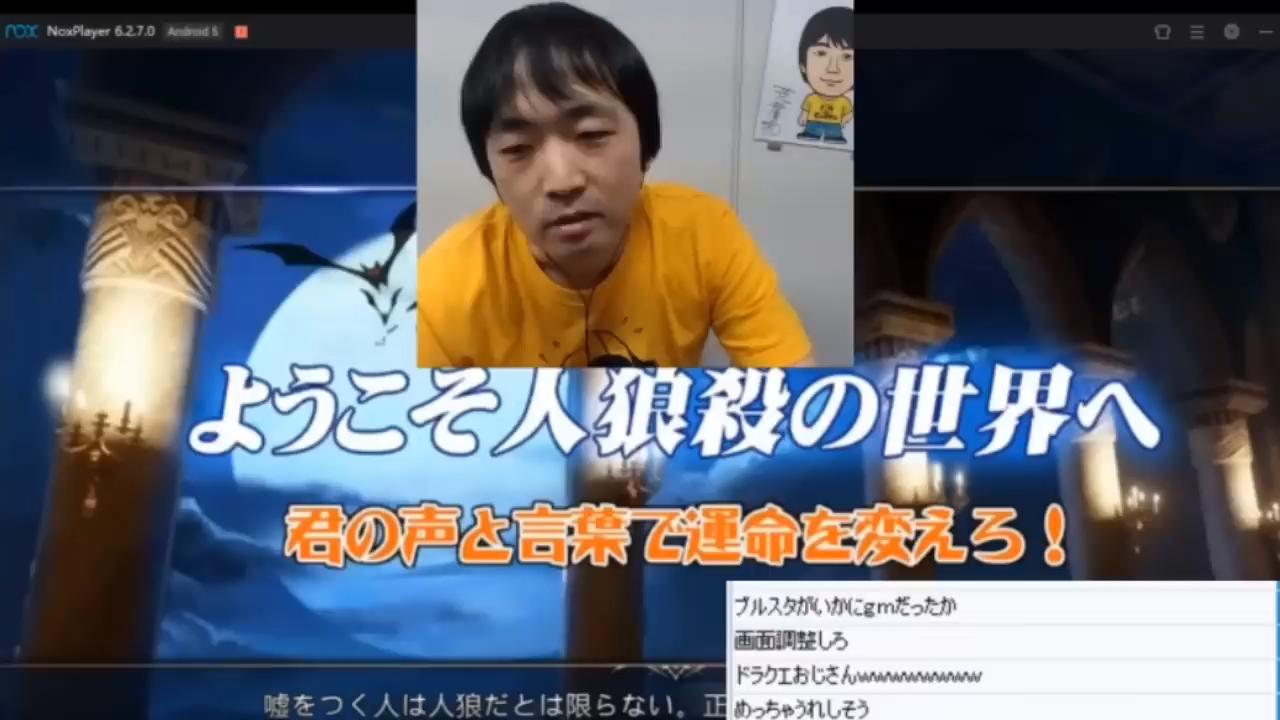 nox NoxPlayer 6.2.7.0 Android 5
ようこそ人狼殺の世界へ
君の声と言葉で運命を変えろ！
嘘をつく人は人狼だとは限らない。正
ブルスタがいかにgmだったか
画面調整しろ
ドラクエおじさんwwwwwwwwww
めっちゃうれしそう